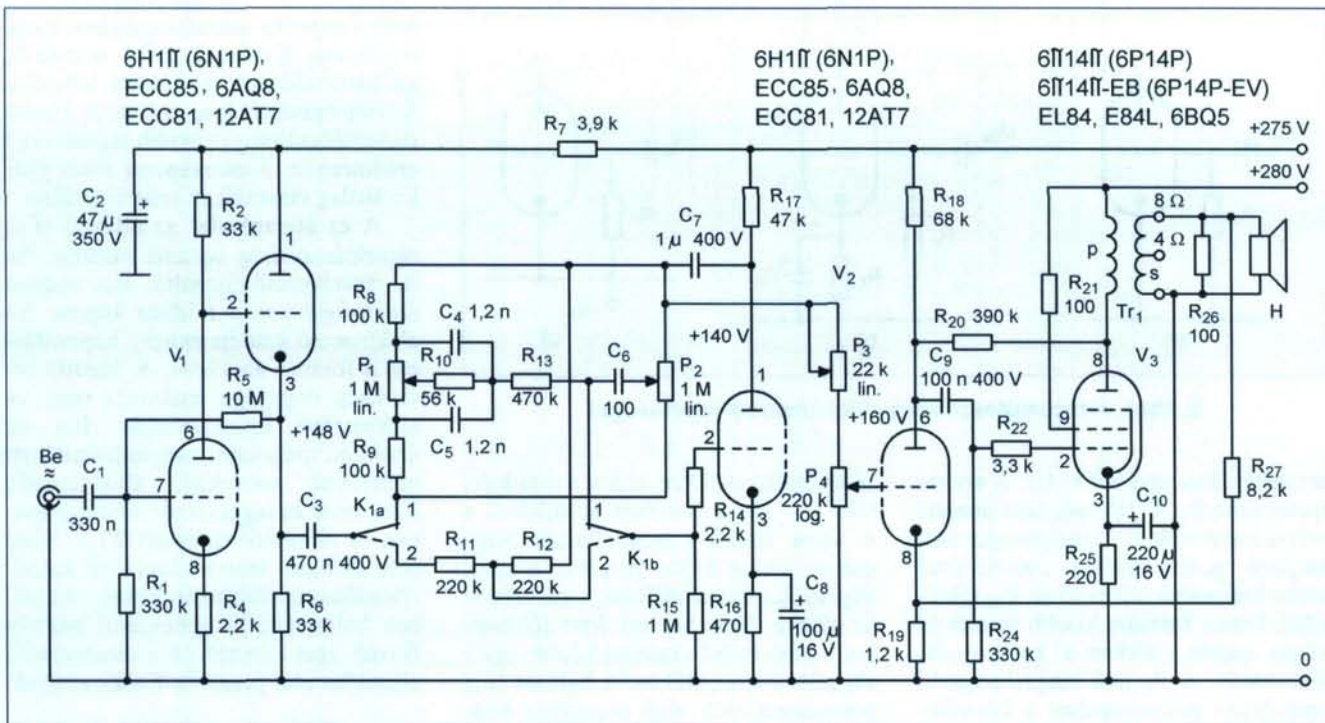 6Н1П (6N1P),
ECC85, 6AQ8,
ECC81, 12AT7
6Н1П (6N1P),
ECC85, 6AQ8,
ECC81, 12AT7
6П14П (6P14P)
6П14П-ЕВ (6P14P-EV)
EL84, E84L, 6BQ5
R7 3,9 k
+275 V
+280 V
C2
47 µ
350 V
R2
33 k
1
2
3
V1
R5
10 M
+148 V
6
7
8
Be
≈
C1
330 n
R1
330 k
R4
2,2 k
R6
33 k
C3
470 n 400 V
R8
100 k
P1
1 M
lin.
R9
100 k
C4 1,2 n
R10
56 k
C5 1,2 n
R13
470 k
C6
100
P2
1 M
lin.
K1a
1
2
R11
220 k
R12
220 k
1
2
K1b
C7
1 µ 400 V
R17
47 k
+140 V
1
2
3
R14
2,2 k
R15
1 M
R16
470
C8
100 µ
16 V
V2
P3
22 k
lin.
+160 V
P4
220 k
log.
R18
68 k
R20 390 k
C9
100 n 400 V
6
7
8
R19
1,2 k
R22
3,3 k
R24
330 k
R21
100
p
s
Tr1
8 Ω
4 Ω
R26
100
H
8
V3
9
2
3
R25
220
C10
220 µ
16 V
R27
8,2 k
0